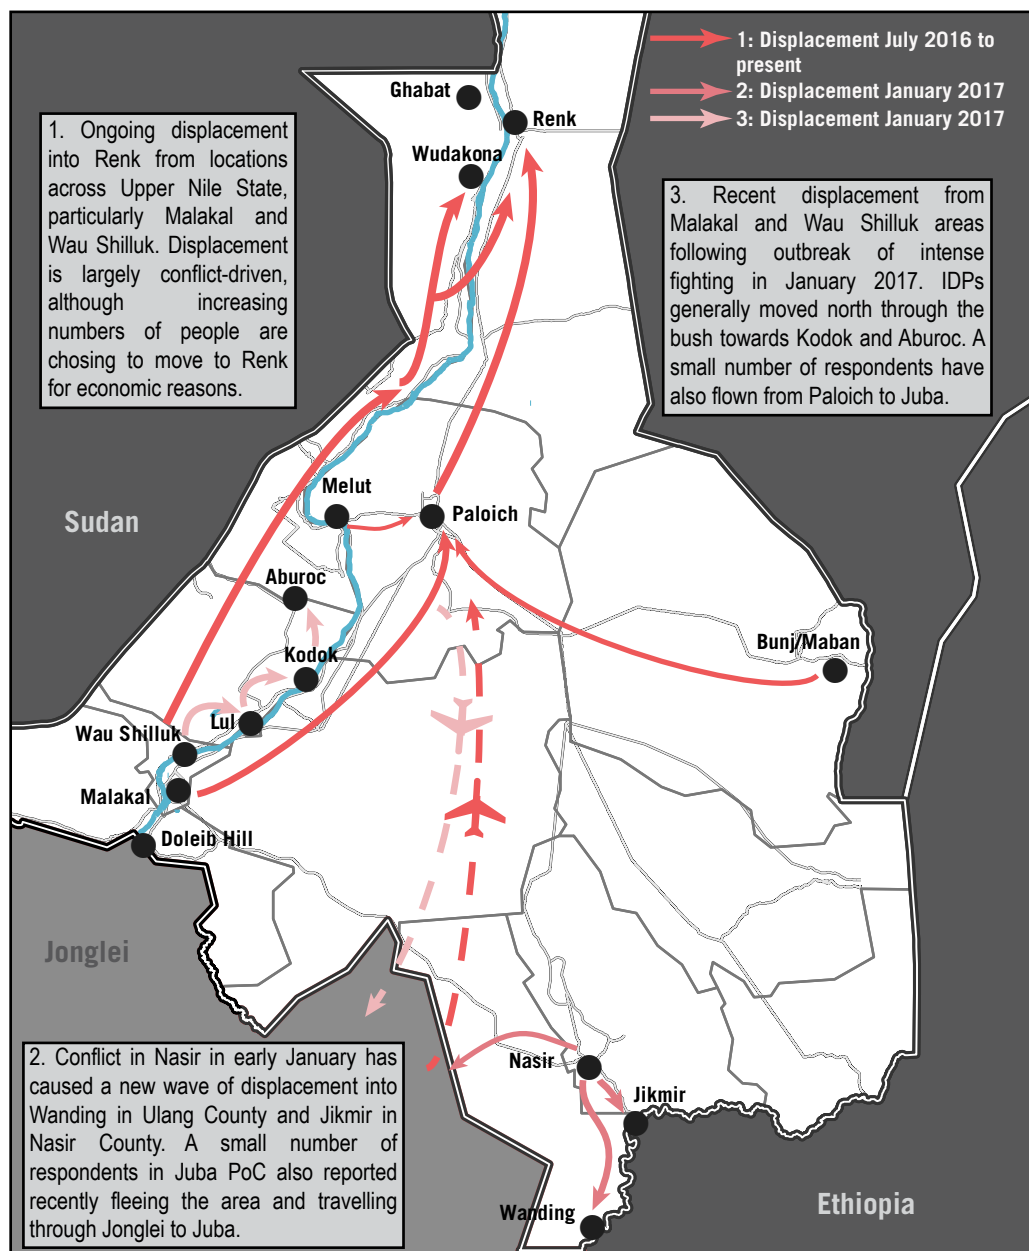 1: Displacement July 2016 to
present
2: Displacement January 2017
3: Displacement January 2017
Ghabat
Renk
Wudakona
1. Ongoing displacement
into Renk from locations
across Upper Nile State,
particularly Malakal and
Wau Shilluk. Displacement
is largely conflict-driven,
although increasing
numbers of people are
chosing to move to Renk
for economic reasons.
3. Recent displacement from
Malakal and Wau Shilluk areas
following outbreak of intense
fighting in January 2017. IDPs
generally moved north through the
bush towards Kodok and Aburoc. A
small number of respondents have
also flown from Paloich to Juba.
Melut
Paloich
Sudan
Aburoc
Bunj/Maban
Kodok
Lul
Wau Shilluk
Malakal
Doleib Hill
Jonglei
2. Conflict in Nasir in early January has
caused a new wave of displacement into
Wanding in Ulang County and Jikmir in
Nasir County. A small number of
respondents in Juba PoC also reported
recently fleeing the area and travelling
through Jonglei to Juba.
Nasir
Jikmir
Wanding
Ethiopia